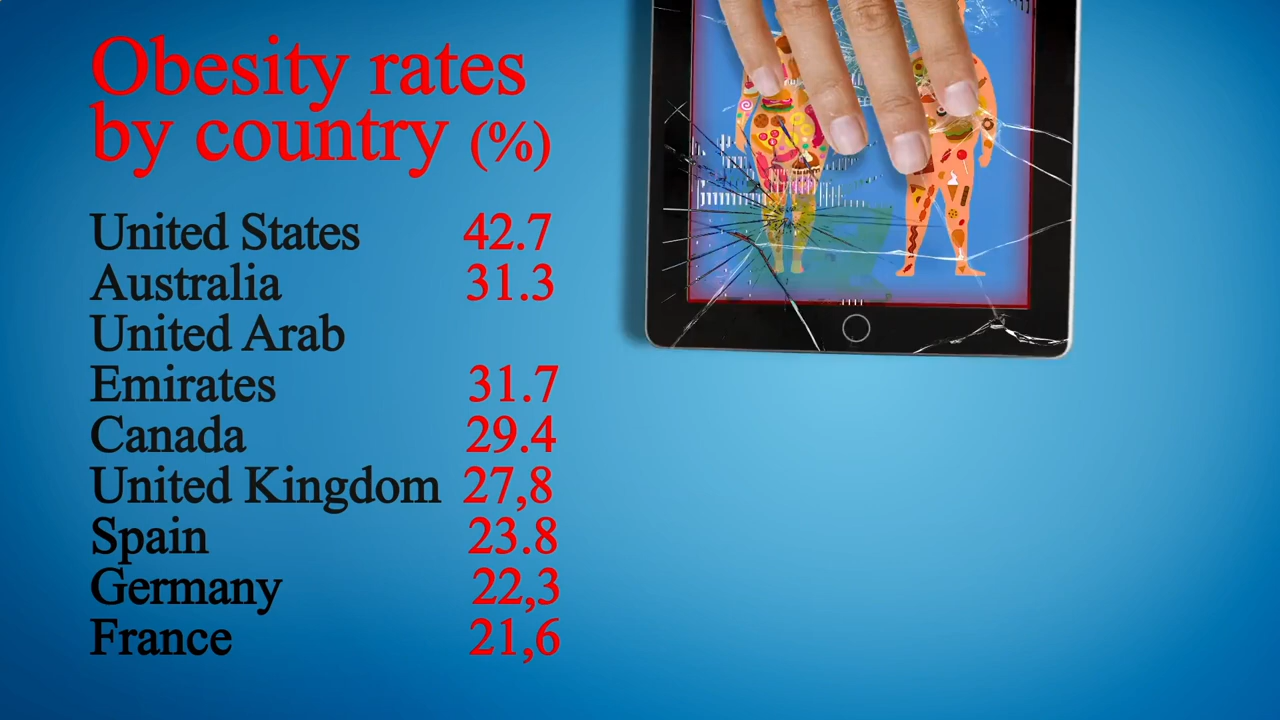 Obesity rates
by country (%)
United States 42.7
Australia 31.3
United Arab
Emirates 31.7
Canada 29.4
United Kingdom 27,8
Spain 23.8
Germany 22,3
France 21,6